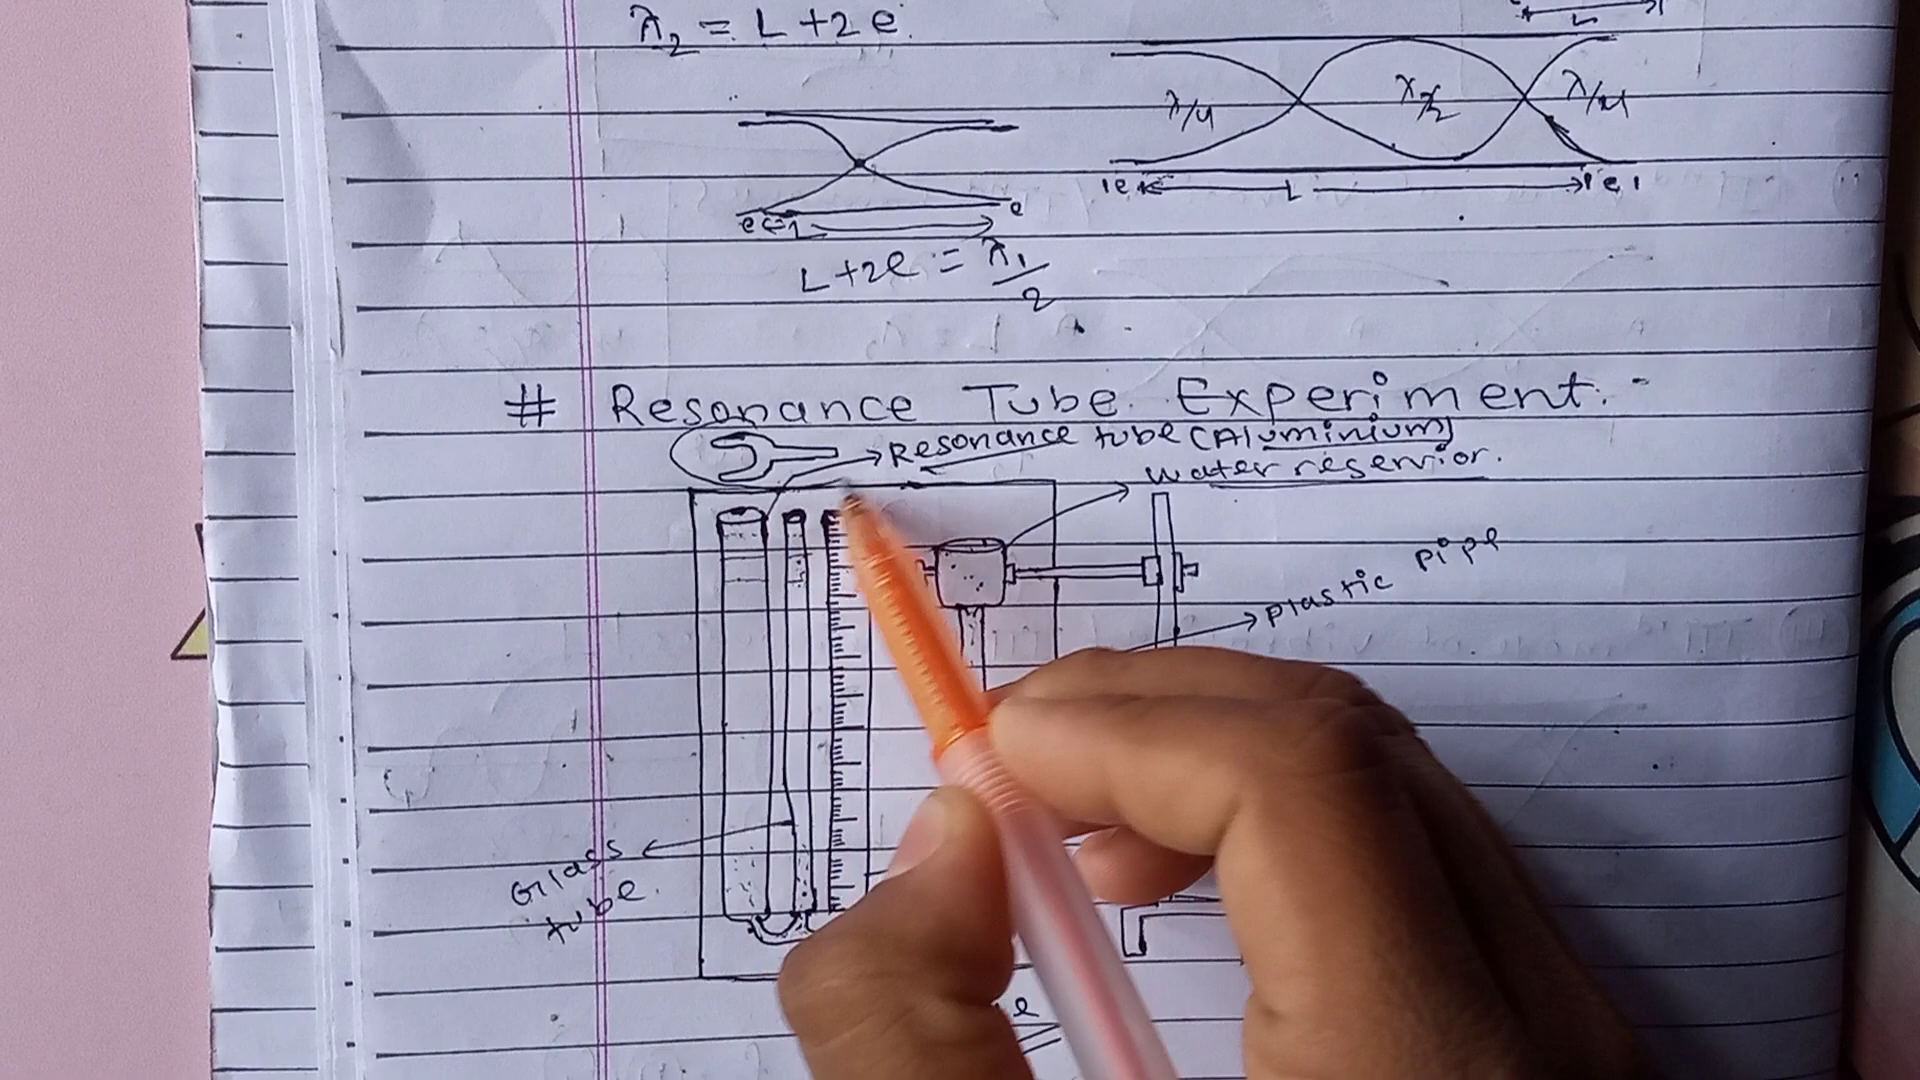 λ₂ = L + 2e
λ/4 λ/2 λ/4
e L e
e L e
L + 2e = λ₁/2
# Resonance Tube Experiment. -
Resonance tube (Aluminium)
water reservior.
plastic pipe
Glass
tube.
e